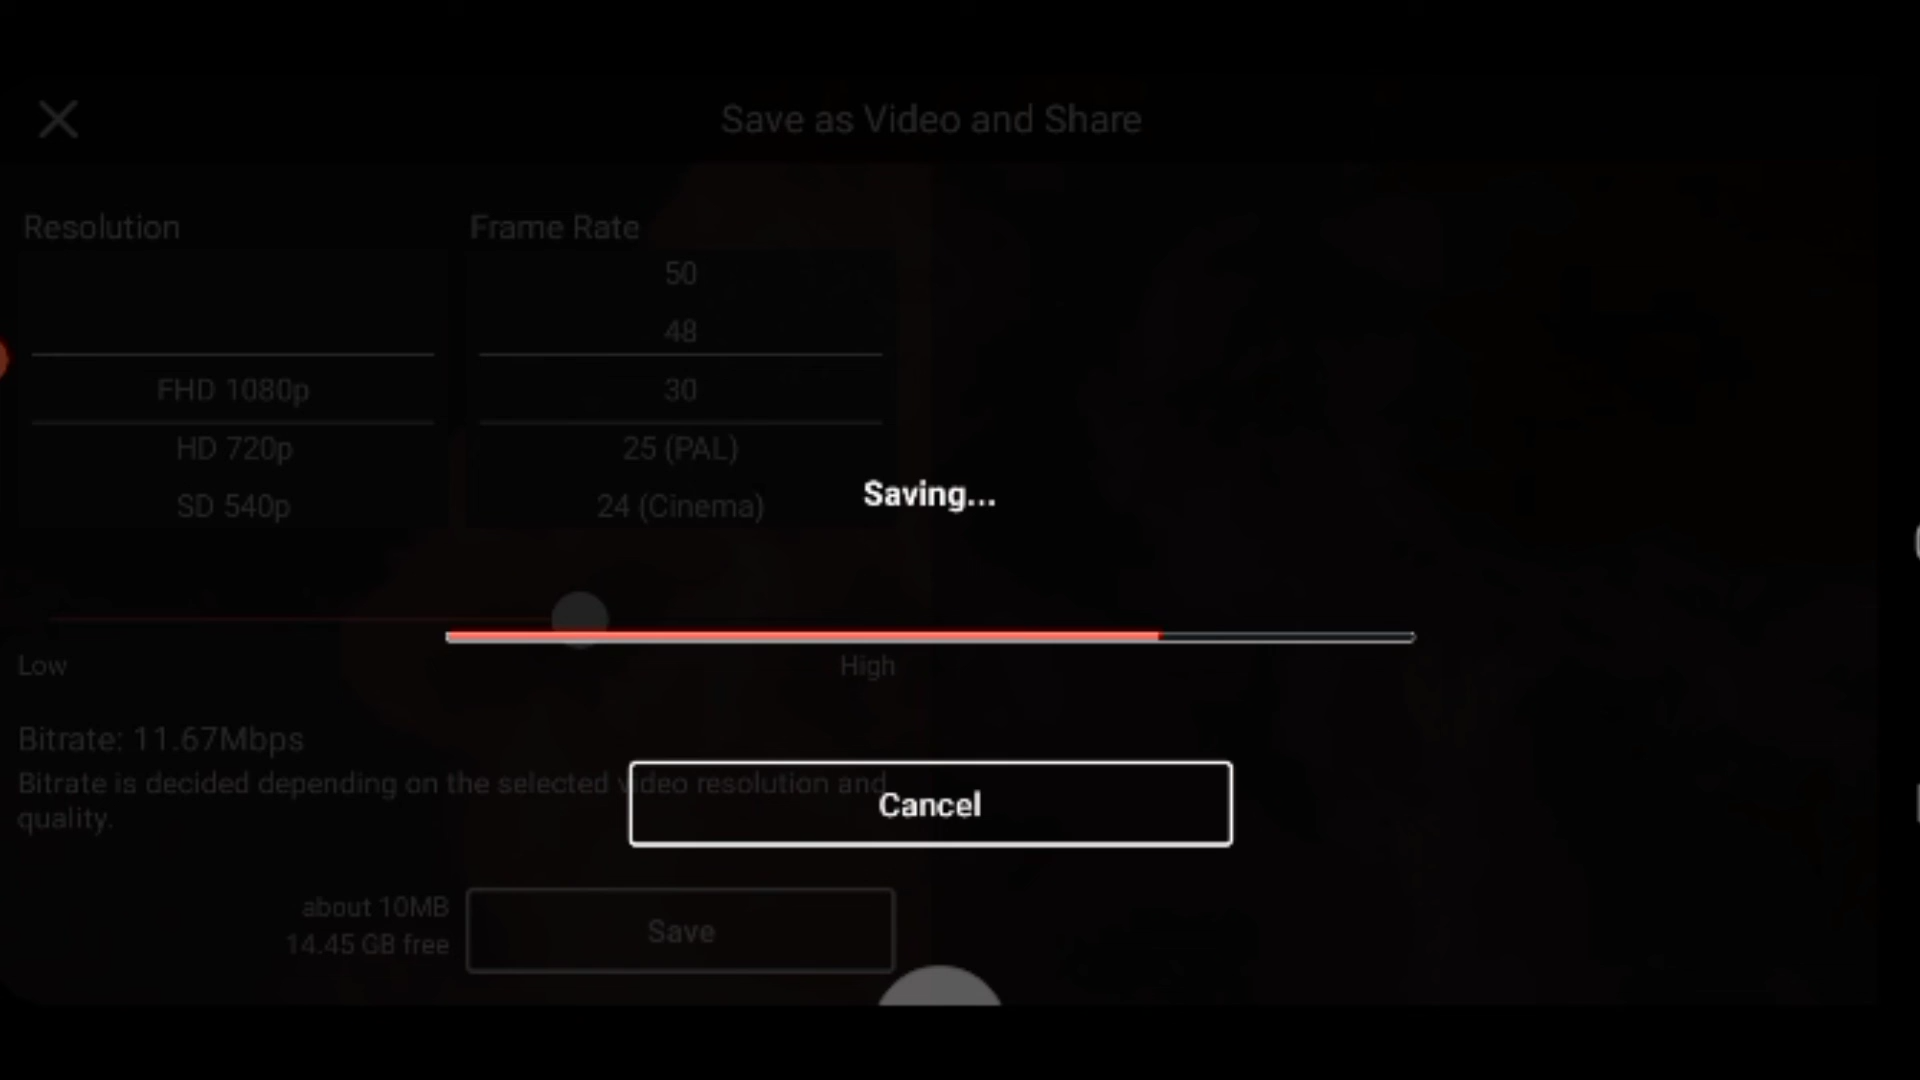 Save as Video and Share
Resolution
Frame Rate
50
48
FHD 1080p
30
HD 720p
25 (PAL)
SD 540p
24 (Cinema)
Saving...
Low
High
Bitrate: 11.67Mbps
Bitrate is decided depending on the selected video resolution and
quality.
Cancel
about 10MB
14.45 GB free
Save